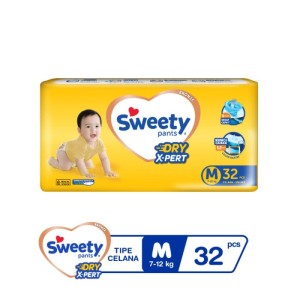 Sweety
pants
DRY
X-PERT
M 32
Sweety
pants
DRY
X-PERT
TIPE
CELANA
M
7-12 kg
32 pcs